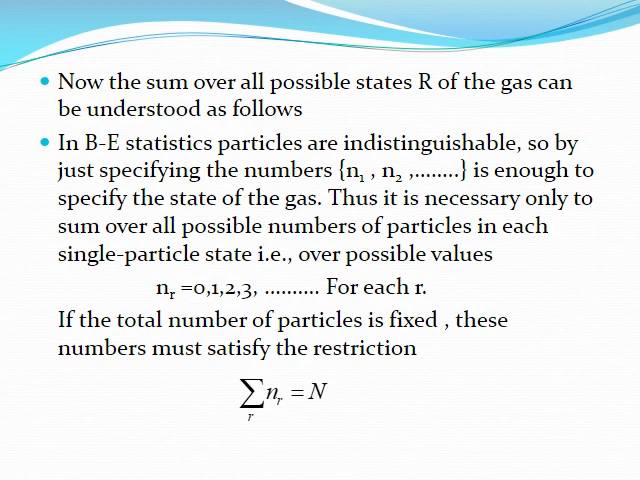 • Now the sum over all possible states R of the gas can
be understood as follows
• In B-E statistics particles are indistinguishable, so by
just specifying the numbers {n₁ , n₂ ,........} is enough to
specify the state of the gas. Thus it is necessary only to
sum over all possible numbers of particles in each
single-particle state i.e., over possible values
nᵣ =0,1,2,3, .......... For each r.
If the total number of particles is fixed , these
numbers must satisfy the restriction
∑ᵣ nᵣ = N